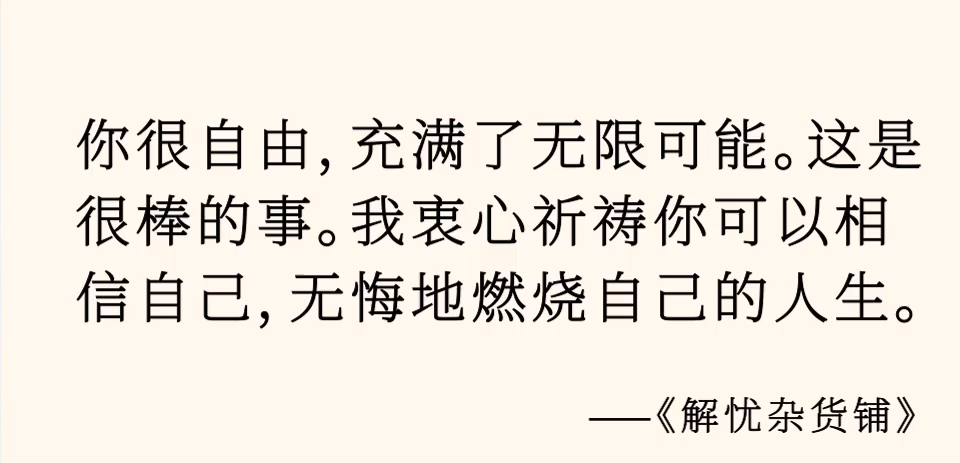 你很自由，充满了无限可能。这是
很棒的事。我衷心祈祷你可以相
信自己，无悔地燃烧自己的人生。
——《解忧杂货铺》